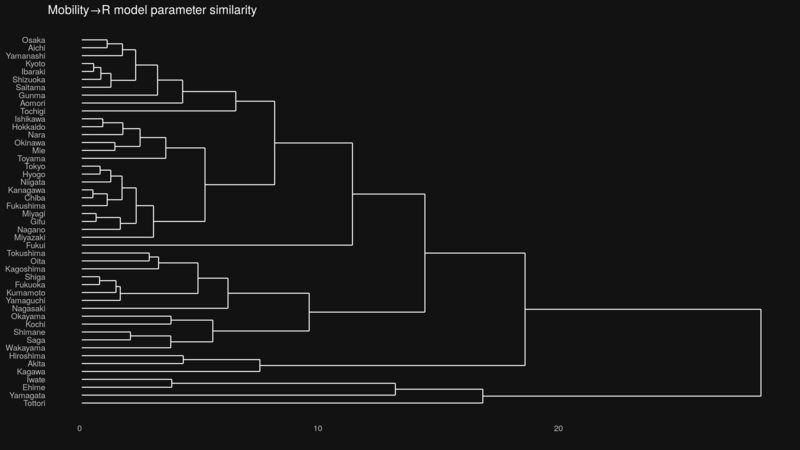 Mobility→R model parameter similarity
Osaka
Aichi
Yamanashi
Kyoto
Ibaraki
Shizuoka
Saitama
Gunma
Aomori
Tochigi
Ishikawa
Hokkaido
Nara
Okinawa
Mie
Toyama
Tokyo
Hyogo
Niigata
Kanagawa
Chiba
Fukushima
Miyagi
Gifu
Nagano
Miyazaki
Fukui
Tokushima
Oita
Kagoshima
Shiga
Fukuoka
Kumamoto
Yamaguchi
Nagasaki
Okayama
Kochi
Shimane
Saga
Wakayama
Hiroshima
Akita
Kagawa
Iwate
Ehime
Yamagata
Tottori
0 10 20